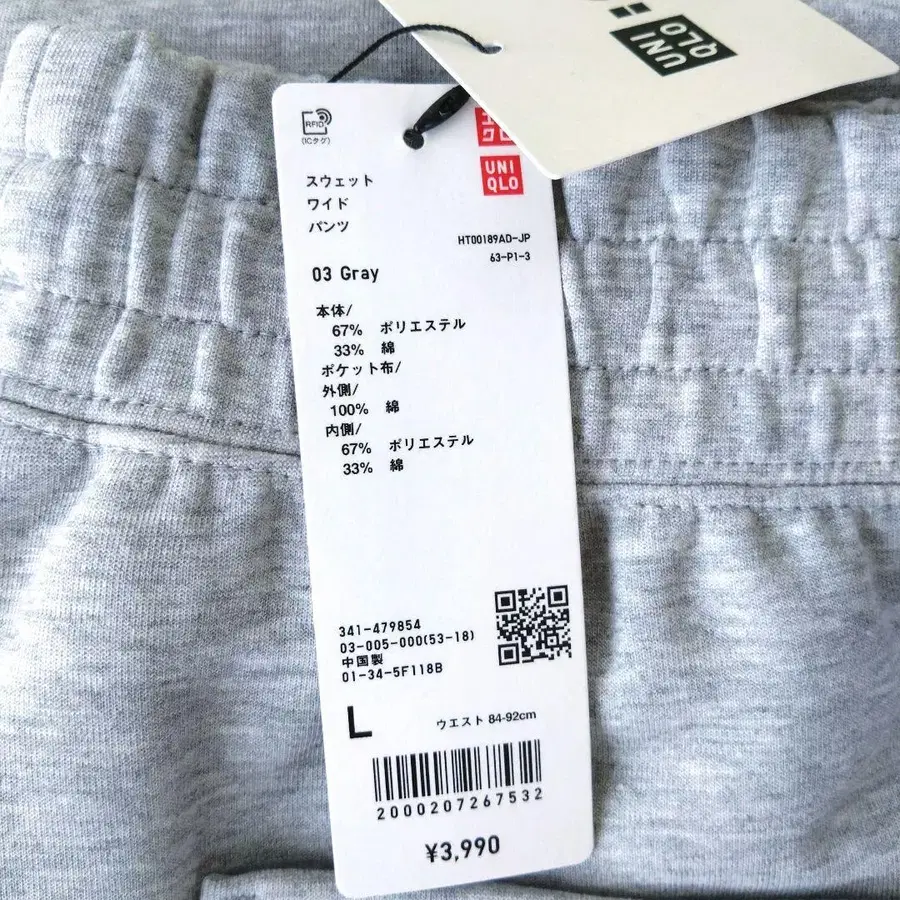 UNI
QLO
RFID
(ICタグ)
ユニ
クロ
UNI
QLO
スウェット
ワイド
パンツ
HT00189AD-JP
63-P1-3
03 Gray
本体/
67% ポリエステル
33% 綿
ポケット布/
外側/
100% 綿
内側/
67% ポリエステル
33% 綿
341-479854
03-005-000(53-18)
中国製
01-34-5F118B
L
ウエスト 84-92cm
2000207267532
¥3,990